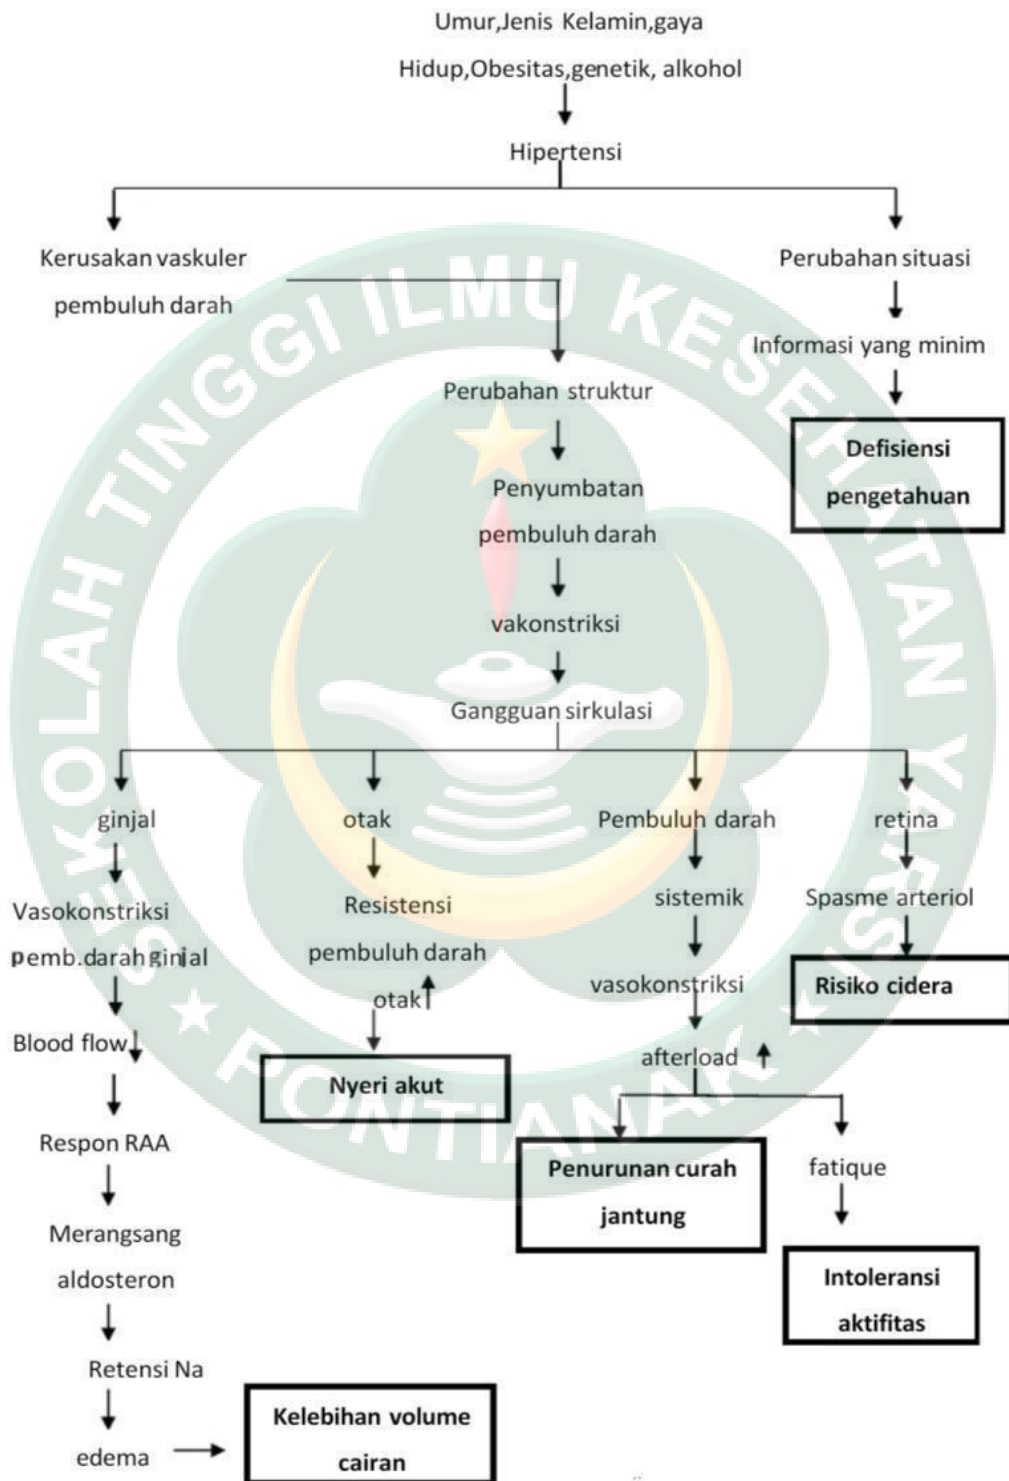 Umur,Jenis Kelamin,gaya
Hidup,Obesitas,genetik, alkohol
Hipertensi
Kerusakan vaskuler
pembuluh darah
Perubahan situasi
Informasi yang minim
Defisiensi
pengetahuan
Perubahan struktur
Penyumbatan
pembuluh darah
vakonstriksi
Gangguan sirkulasi
ginjal
otak
Pembuluh darah
retina
Vasokonstriksi
pemb.darah ginjal
Blood flow
Respon RAA
Merangsang
aldosteron
Retensi Na
edema
Kelebihan volume
cairan
Resistensi
pembuluh darah
otak
Nyeri akut
sistemik
vasokonstriksi
afterload
Penurunan curah
jantung
fatique
Intoleransi
aktifitas
Spasme arteriol
Risiko cidera
SEKOLAH TINGGI ILMU KESEHATAN YARSI
PONTIANAK